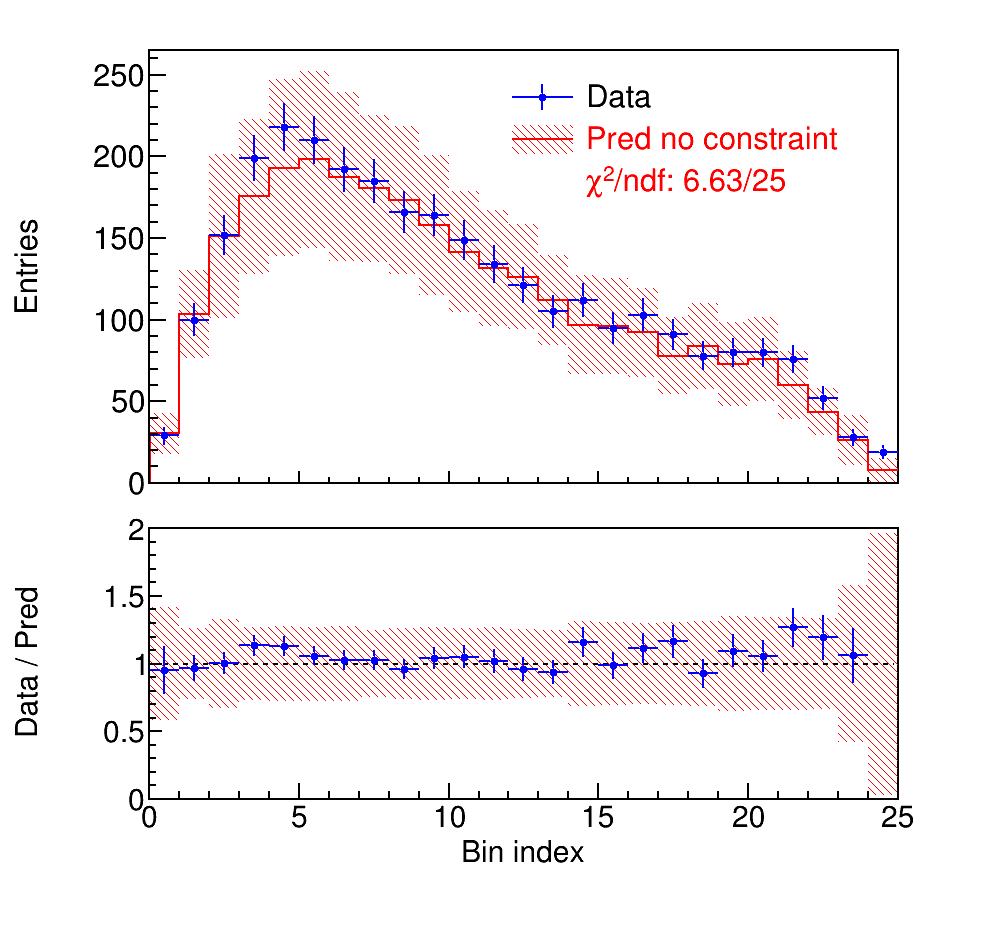 250
200
150
100
50
0
Entries
Data
Pred no constraint
χ²/ndf: 6.63/25
2
1.5
1
0.5
0
Data / Pred
0 5 10 15 20 25
Bin index